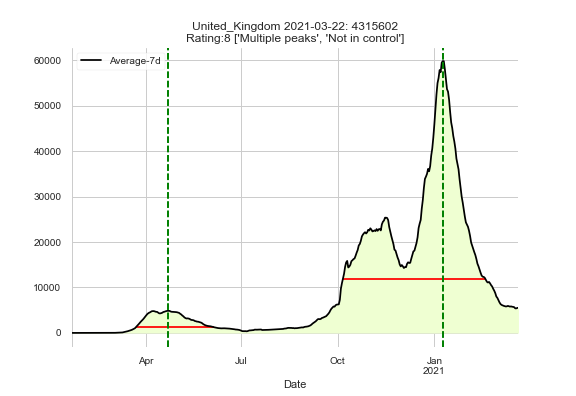 United_Kingdom 2021-03-22: 4315602
Rating:8 ['Multiple peaks', 'Not in control']
Average-7d
60000
50000
40000
30000
20000
10000
0
Apr
Jul
Oct
Jan
2021
Date